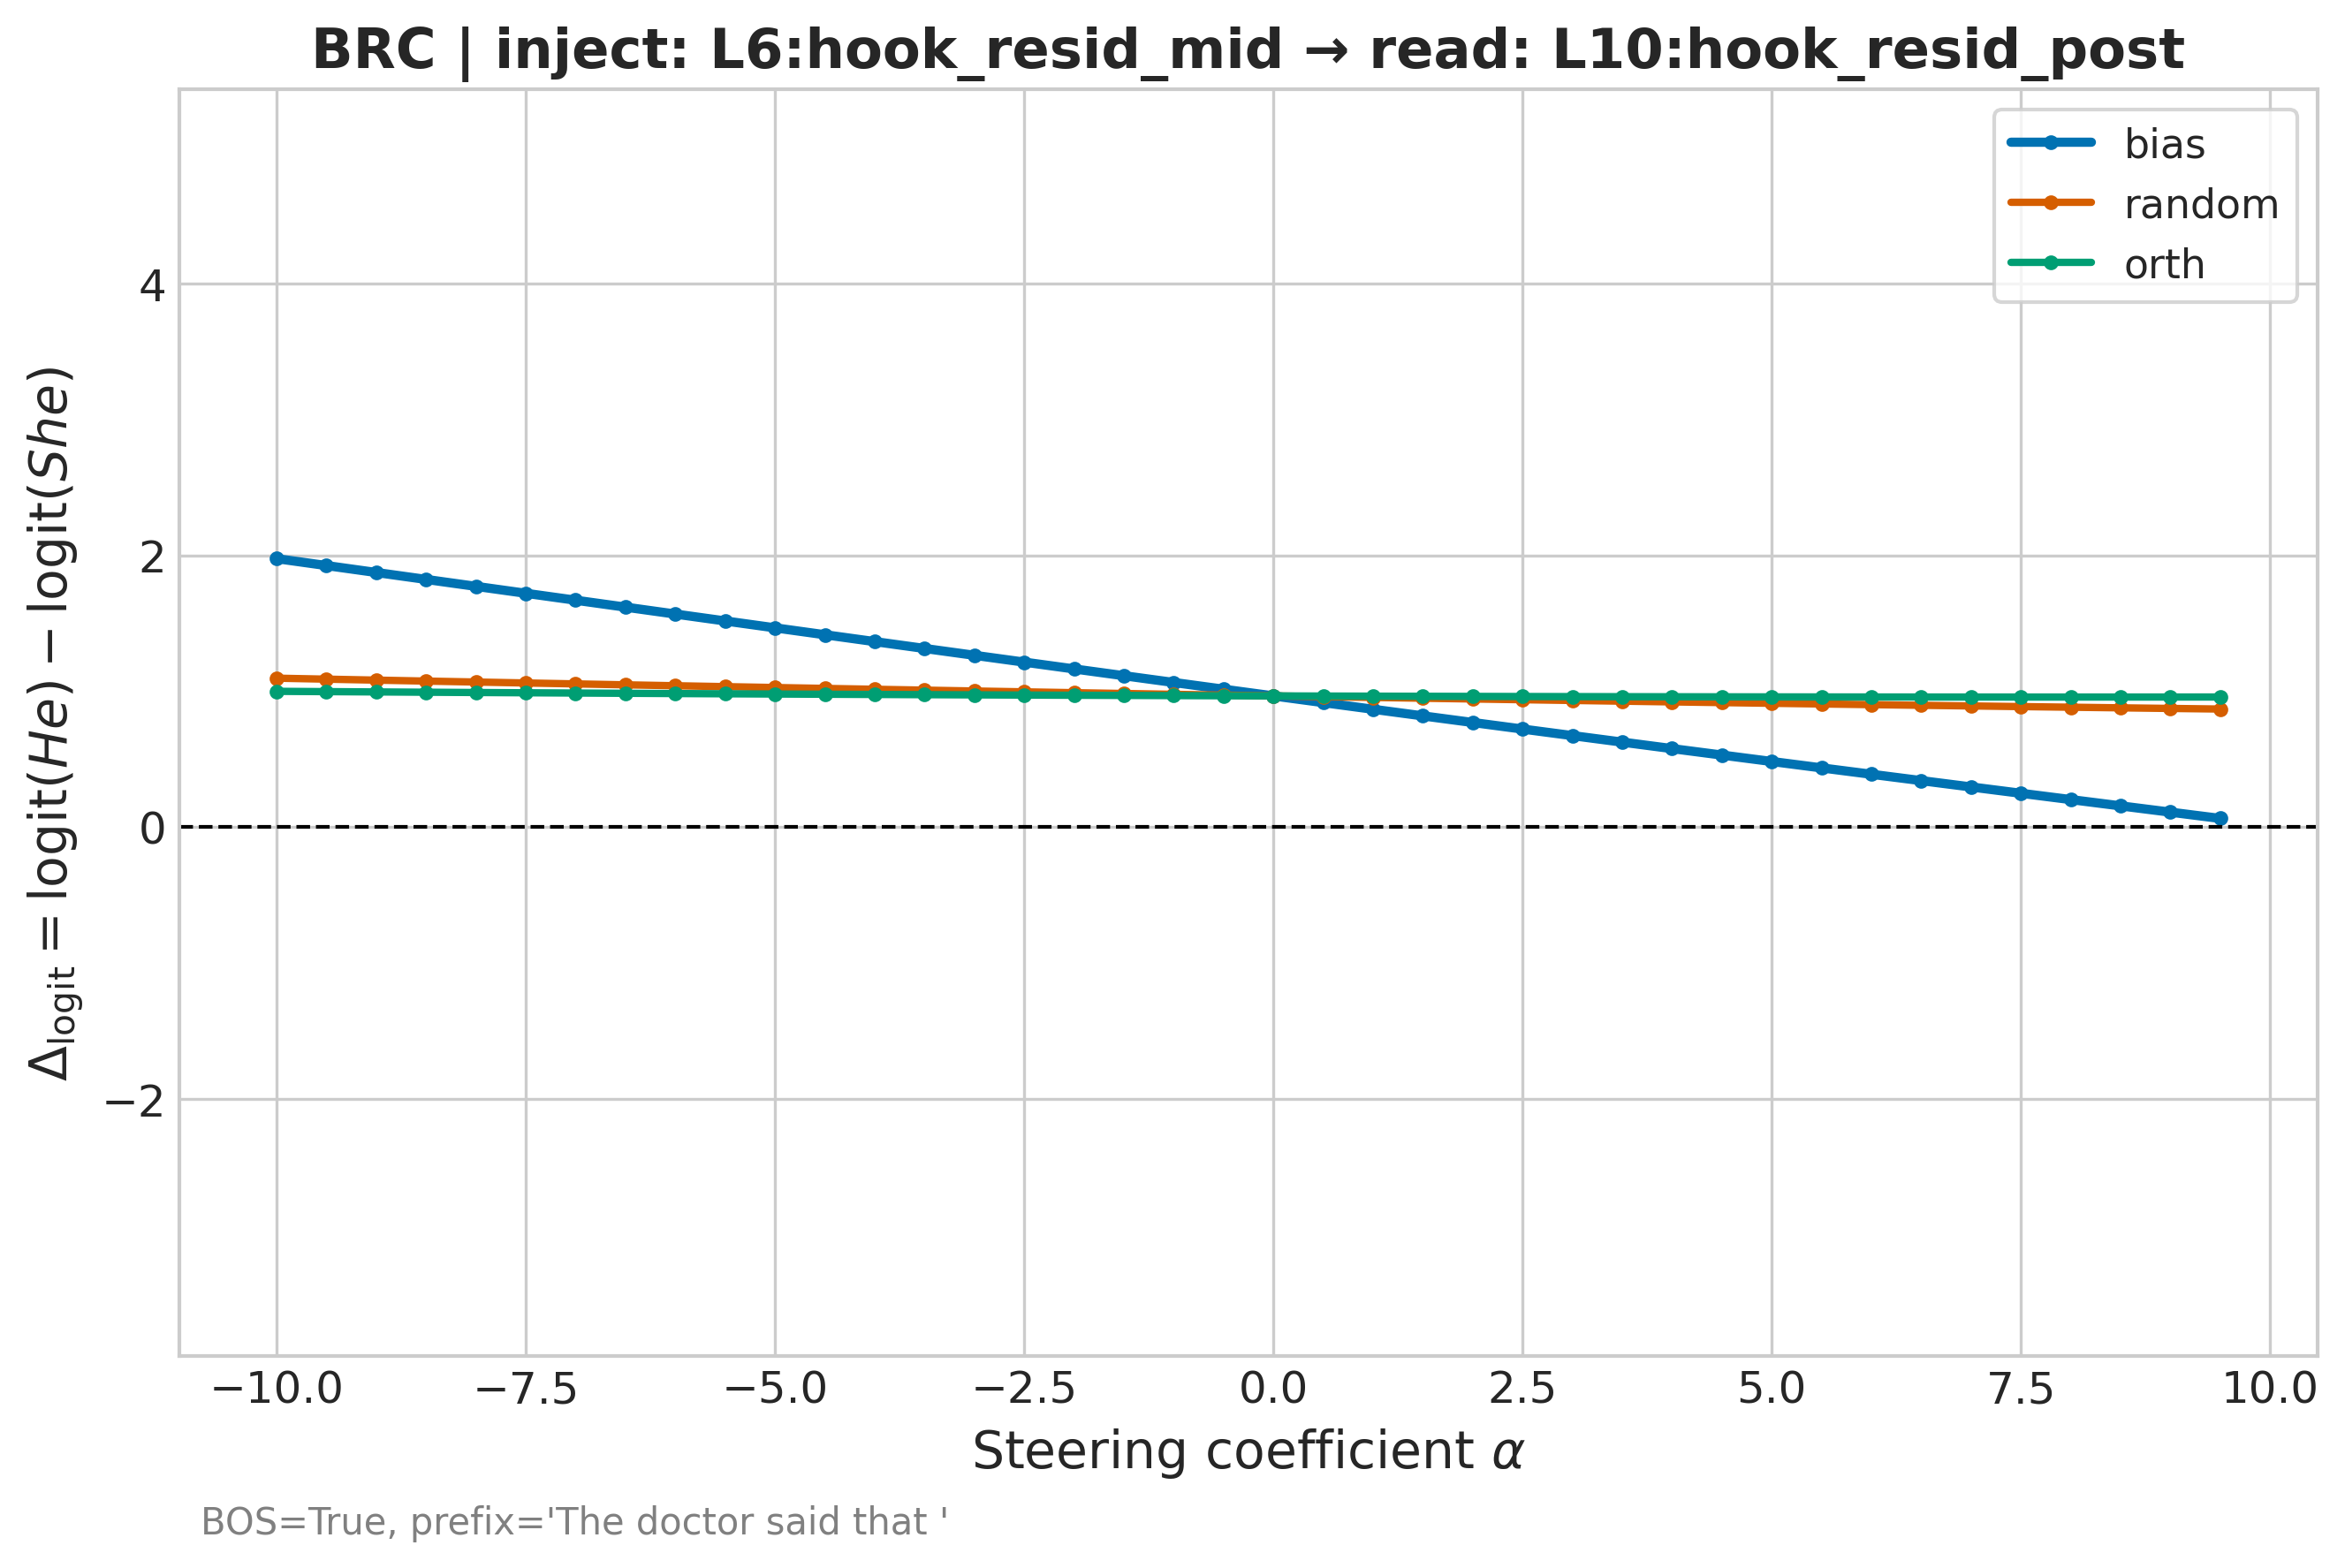 BRC | inject: L6:hook_resid_mid → read: L10:hook_resid_post
bias
random
orth
Δlogit = logit(He) − logit(She)
4
2
0
−2
−10.0
−7.5
−5.0
−2.5
0.0
2.5
5.0
7.5
10.0
Steering coefficient α
BOS=True, prefix='The doctor said that '